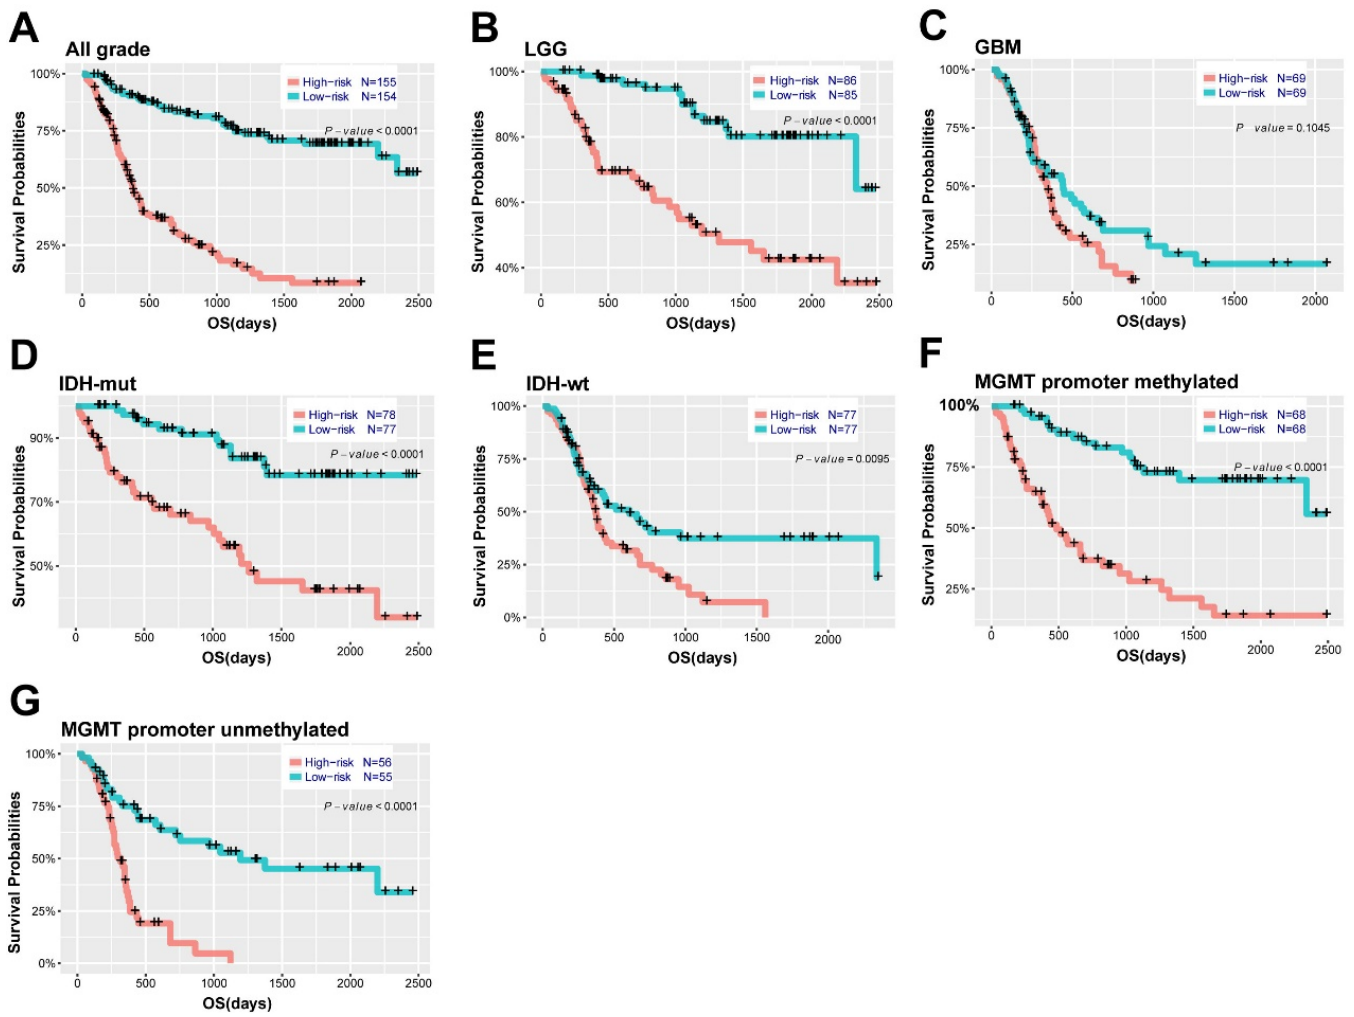 A
All grade
Survival Probabilities
100%
75%
50%
25%
High−risk N=155
Low−risk N=154
P − value < 0.0001
0 500 1000 1500 2000 2500
OS(days)
B
LGG
Survival Probabilities
100%
80%
60%
40%
High−risk N=86
Low−risk N=85
P − value < 0.0001
0 500 1000 1500 2000 2500
OS(days)
C
GBM
Survival Probabilities
100%
75%
50%
25%
High−risk N=69
Low−risk N=69
P value = 0.1045
0 500 1000 1500 2000
OS(days)
D
IDH-mut
Survival Probabilities
90%
70%
50%
High−risk N=78
Low−risk N=77
P − value < 0.0001
0 500 1000 1500 2000 2500
OS(days)
E
IDH-wt
Survival Probabilities
100%
75%
50%
25%
0%
High−risk N=77
Low−risk N=77
P − value = 0.0095
0 500 1000 1500 2000
OS(days)
F
MGMT promoter methylated
Survival Probabilities
100%
75%
50%
25%
High−risk N=68
Low−risk N=68
P − value < 0.0001
0 500 1000 1500 2000 2500
OS(days)
G
MGMT promoter unmethylated
Survival Probabilities
100%
75%
50%
25%
0%
High−risk N=56
Low−risk N=55
P − value < 0.0001
0 500 1000 1500 2000 2500
OS(days)